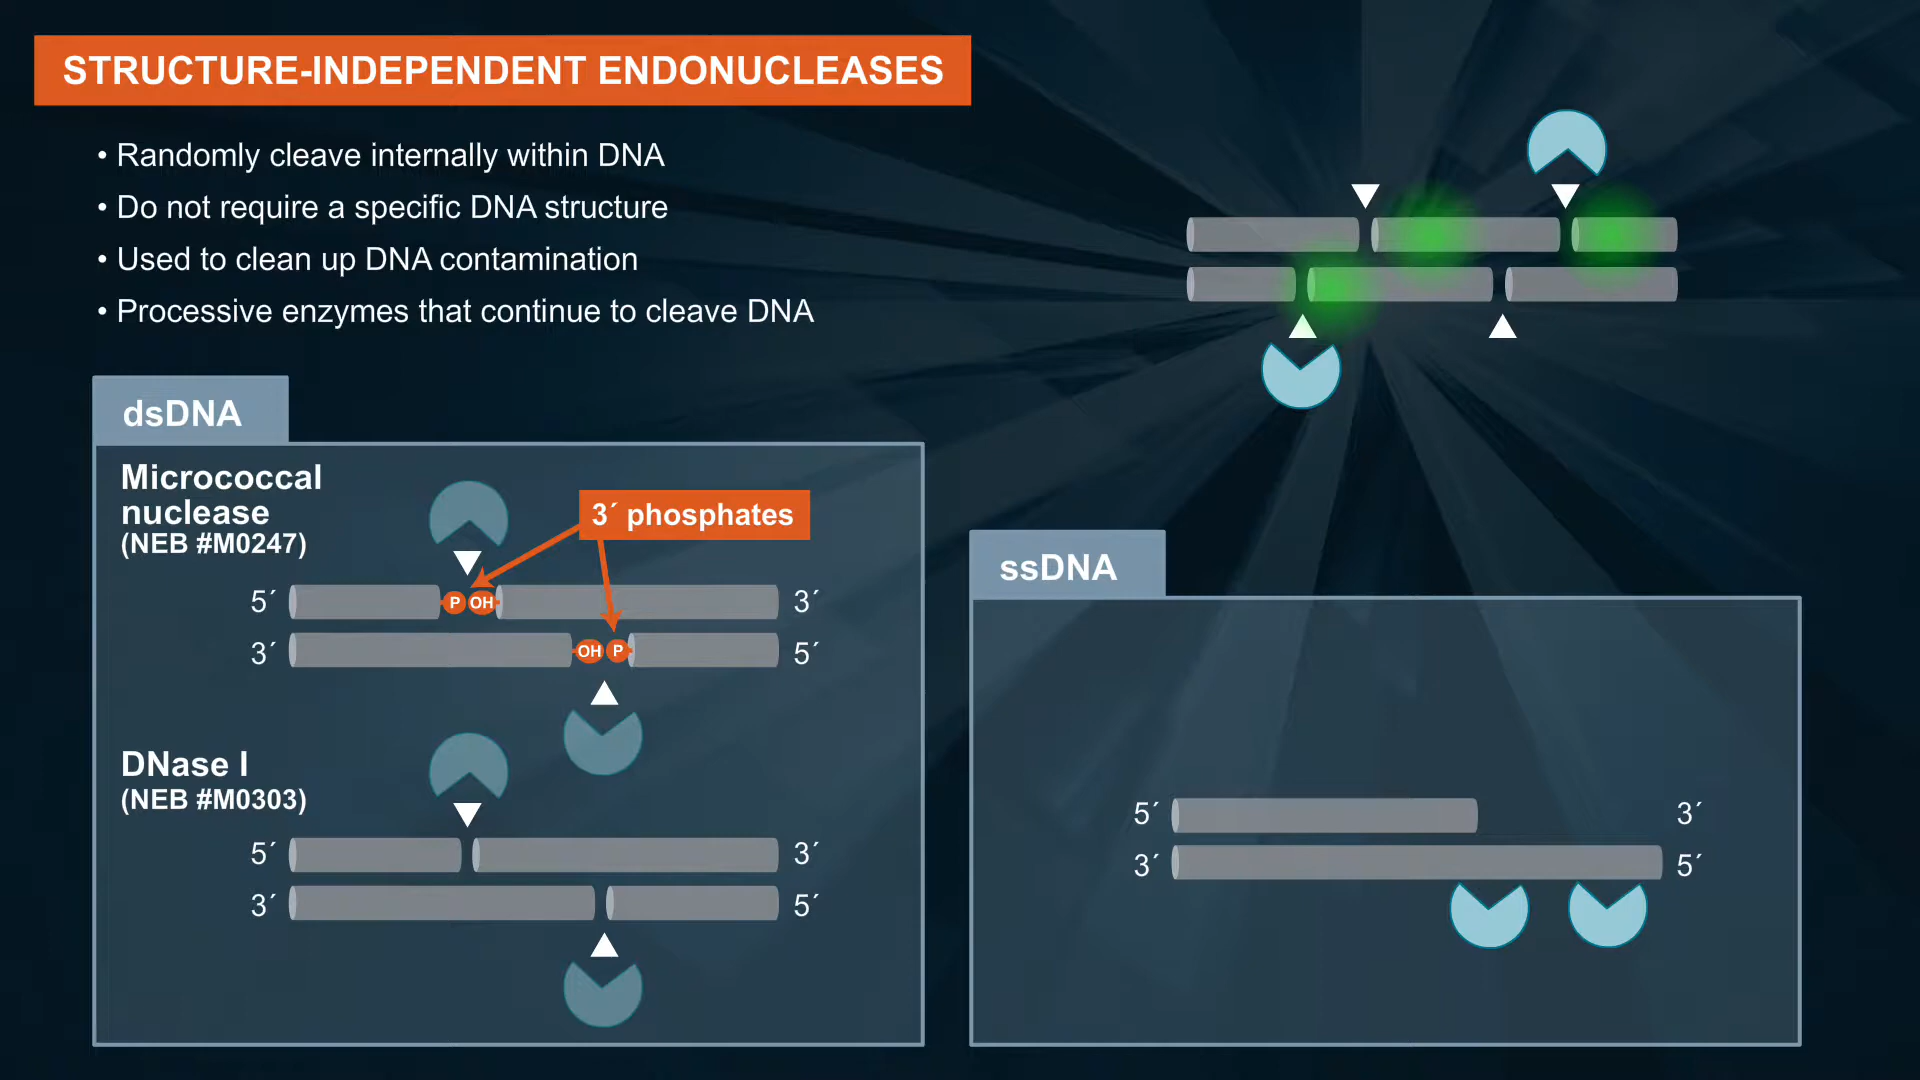 STRUCTURE-INDEPENDENT ENDONUCLEASES
• Randomly cleave internally within DNA
• Do not require a specific DNA structure
• Used to clean up DNA contamination
• Processive enzymes that continue to cleave DNA
dsDNA
Micrococcal
nuclease
(NEB #M0247)
3´ phosphates
5´ P OH 3´
3´ OH P 5´
DNase I
(NEB #M0303)
5´ 3´
3´ 5´
ssDNA
5´ 3´
3´ 5´